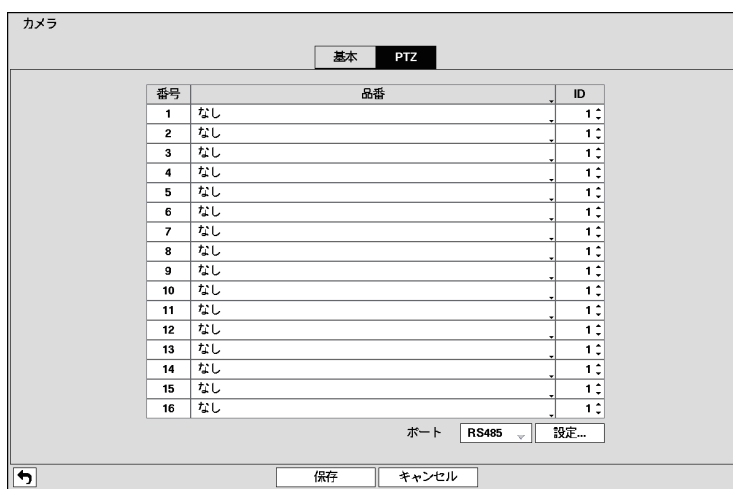 カメラ
基本 PTZ
番号 品番 ID
1 なし 1
2 なし 1
3 なし 1
4 なし 1
5 なし 1
6 なし 1
7 なし 1
8 なし 1
9 なし 1
10 なし 1
11 なし 1
12 なし 1
13 なし 1
14 なし 1
15 なし 1
16 なし 1
ポート RS485 設定...
保存 キャンセル